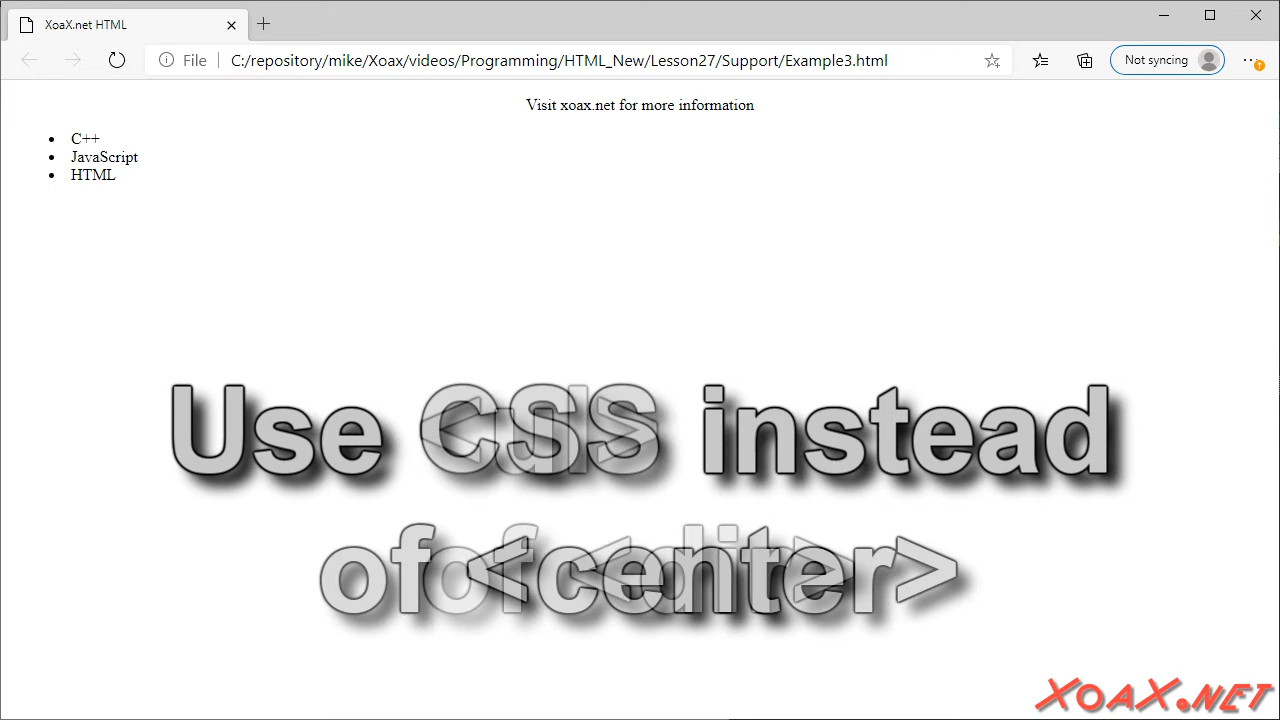 XoaX.net HTML
File C:/repository/mike/Xoax/videos/Programming/HTML_New/Lesson27/Support/Example3.html Not syncing
Visit xoax.net for more information
C++
JavaScript
HTML
Use CSS instead
of <center>
XOAX.NET